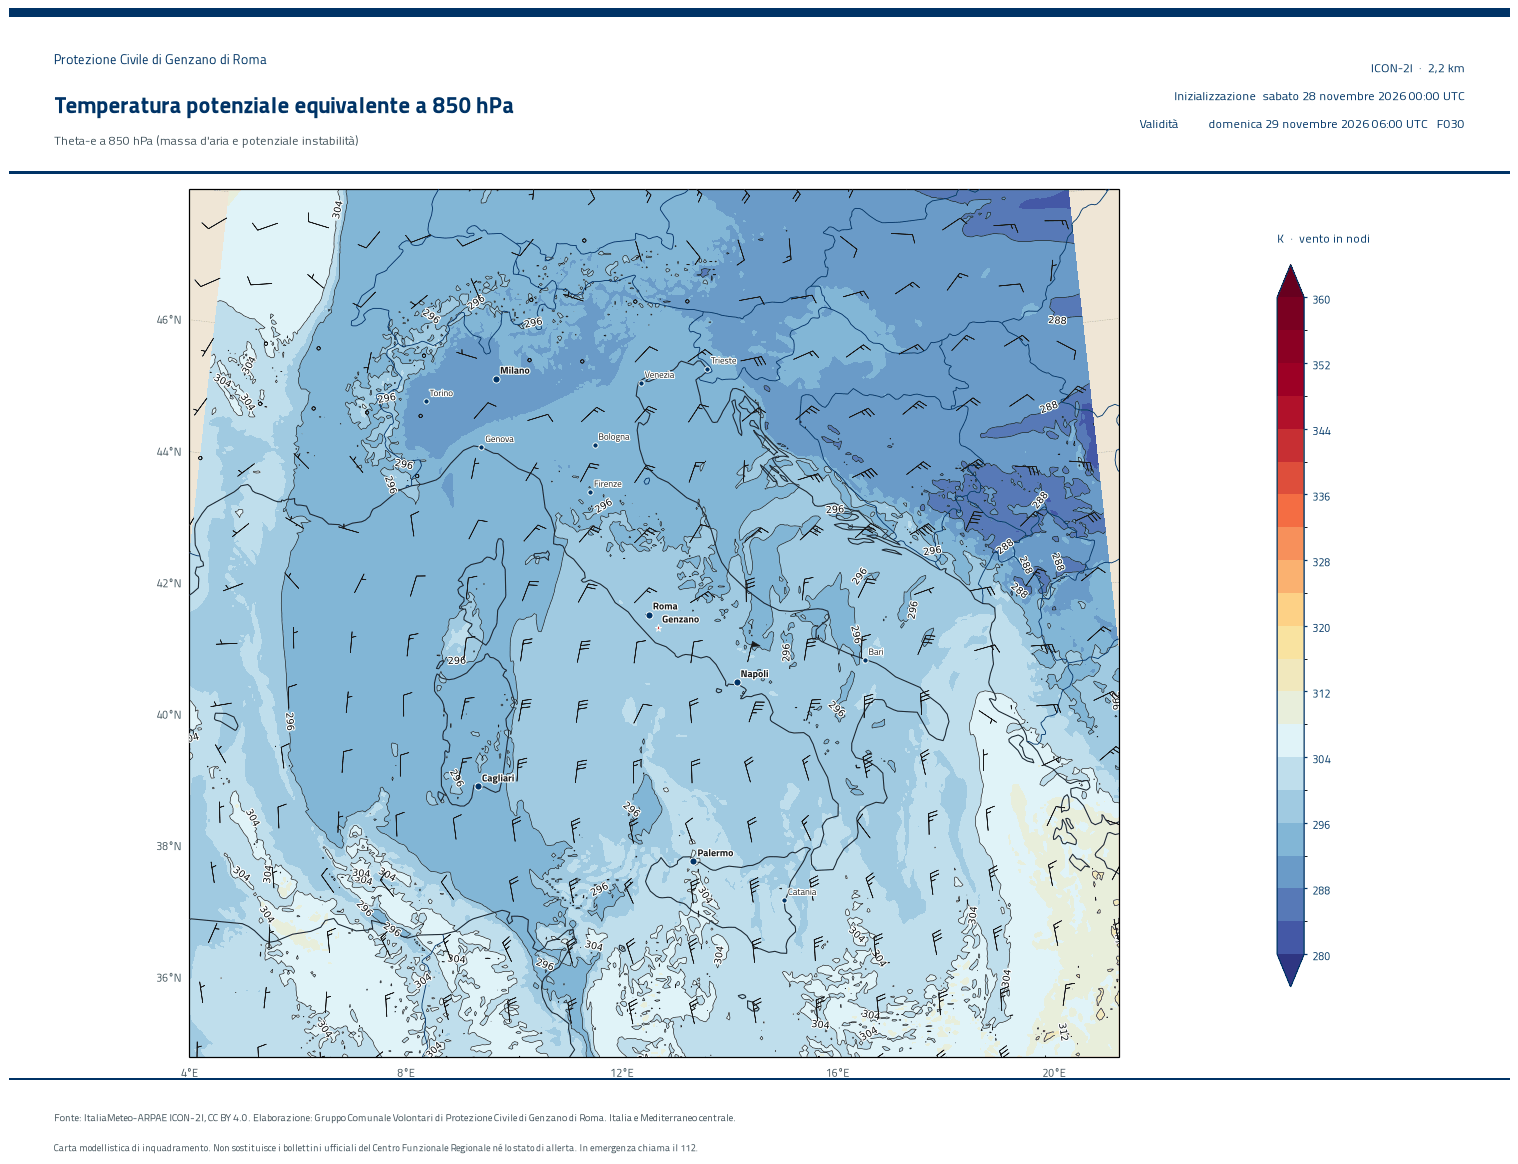 Protezione Civile di Genzano di Roma
Temperatura potenziale equivalente a 850 hPa
Theta-e a 850 hPa (massa d'aria e potenziale instabilità)
ICON-2I · 2,2 km
Inizializzazione sabato 28 novembre 2026 00:00 UTC
Validità domenica 29 novembre 2026 06:00 UTC F030
K · vento in nodi
360
352
344
336
328
320
312
304
296
288
280
46°N
44°N
42°N
40°N
38°N
36°N
4°E
8°E
12°E
16°E
20°E
Milano
Torino
Venezia
Trieste
Genova
Bologna
Firenze
Roma
Genzano
Napoli
Bari
Cagliari
Palermo
Catania
Fonte: ItaliaMeteo-ARPAE ICON-2I, CC BY 4.0. Elaborazione: Gruppo Comunale Volontari di Protezione Civile di Genzano di Roma. Italia e Mediterraneo centrale.
Carta modellistica di inquadramento. Non sostituisce i bollettini ufficiali del Centro Funzionale Regionale né lo stato di allerta. In emergenza chiama il 112.